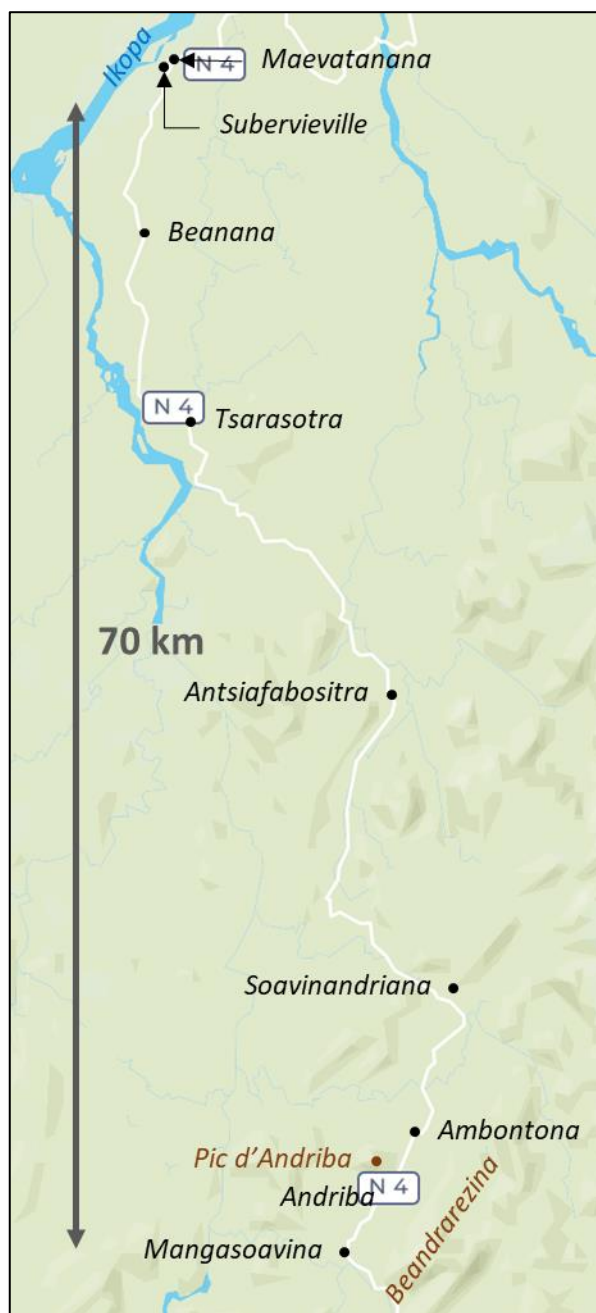 Ikopa
N 4
Maevatanana
Subervieville
Beanana
N 4
Tsarasotra
70 km
Antsiafabositra
Soavinandriana
Ambontona
Pic d’Andriba
Andriba
N 4
Beandrarezina
Mangasoavina